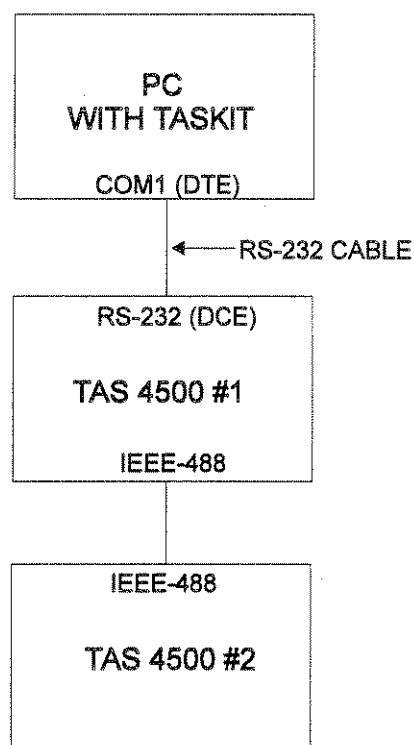 PC
WITH TASKIT
COM1 (DTE)
RS-232 CABLE
RS-232 (DCE)
TAS 4500 #1
IEEE-488
IEEE-488
TAS 4500 #2